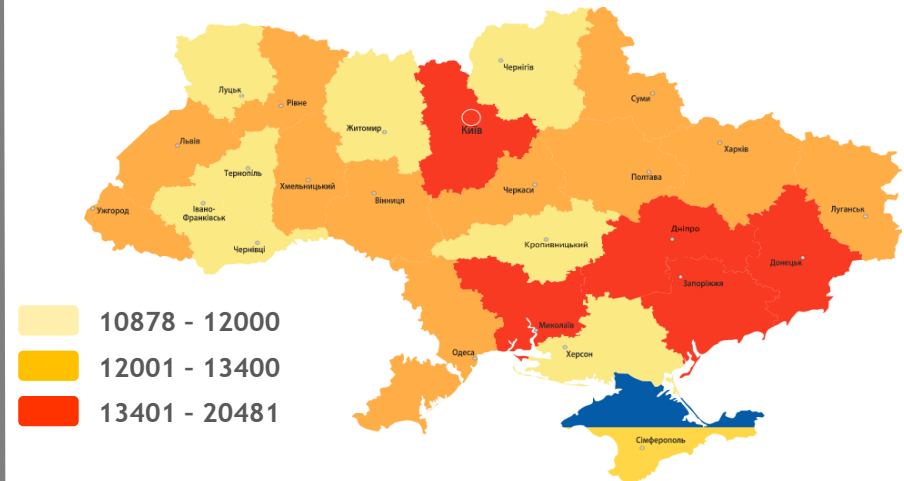 Чернігів
Луцьк
Рівне
Суми
Житомир
Київ
Львів
Харків
Тернопіль
Хмельницький
Полтава
Вінниця
Черкаси
Ужгород
Івано-
Франківськ
Луганськ
Дніпро
Чернівці
Кропивницький
Донецьк
Запоріжжя
Миколаїв
Одеса
Херсон
Сімферополь
10878 - 12000
12001 - 13400
13401 - 20481